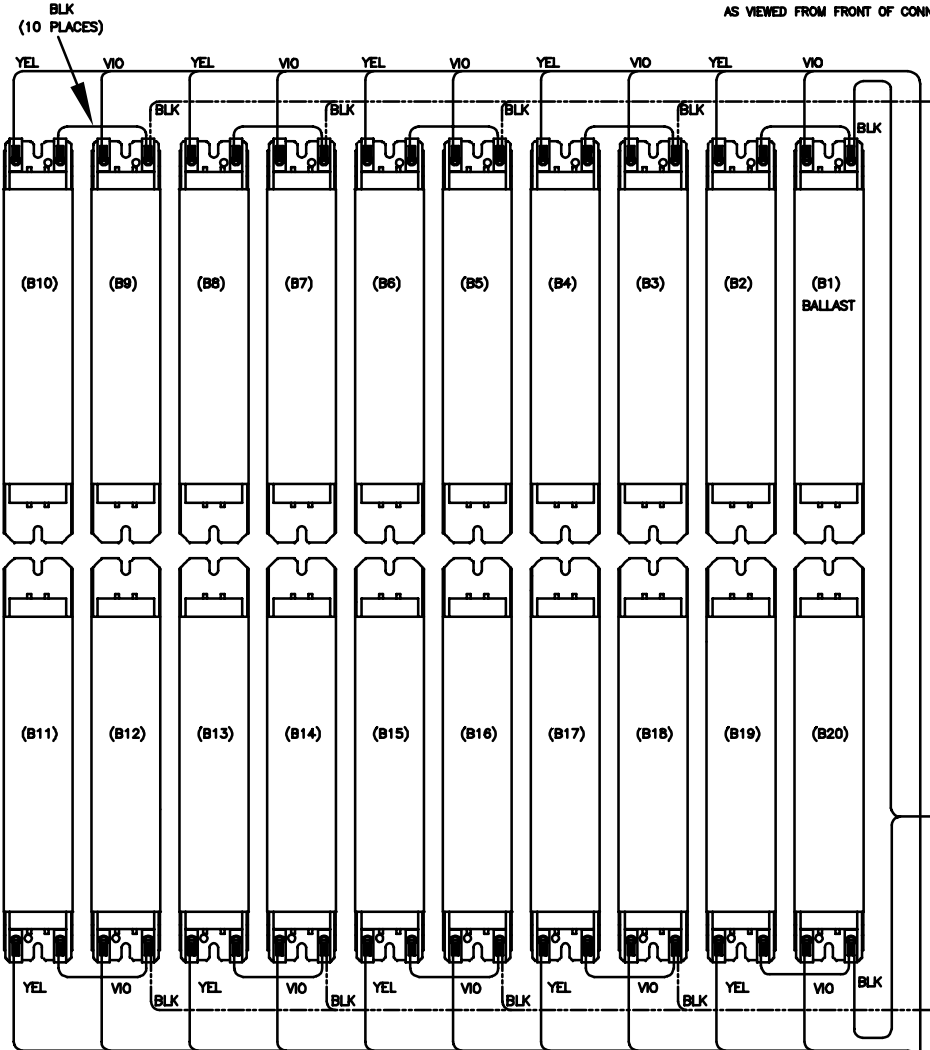 BLK
(10 PLACES)
AS VIEWED FROM FRONT OF CONN
YEL VIO YEL VIO YEL VIO YEL VIO YEL VIO
BLK BLK BLK BLK BLK
(B10) (B9) (B8) (B7) (B6) (B5) (B4) (B3) (B2) (B1)
BALLAST
(B11) (B12) (B13) (B14) (B15) (B16) (B17) (B18) (B19) (B20)
YEL VIO YEL VIO YEL VIO YEL VIO YEL VIO
BLK BLK BLK BLK BLK